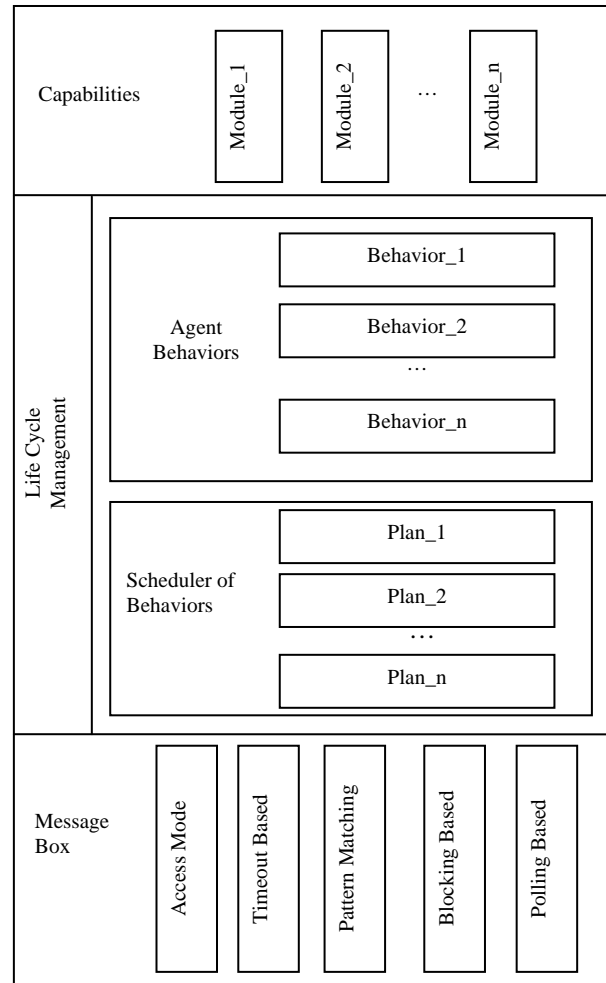 Capabilities
Module_1
Module_2
…
Module_n
Life Cycle
Management
Agent
Behaviors
Behavior_1
Behavior_2
…
Behavior_n
Scheduler of
Behaviors
Plan_1
Plan_2
…
Plan_n
Message
Box
Access Mode
Timeout Based
Pattern Matching
Blocking Based
Polling Based